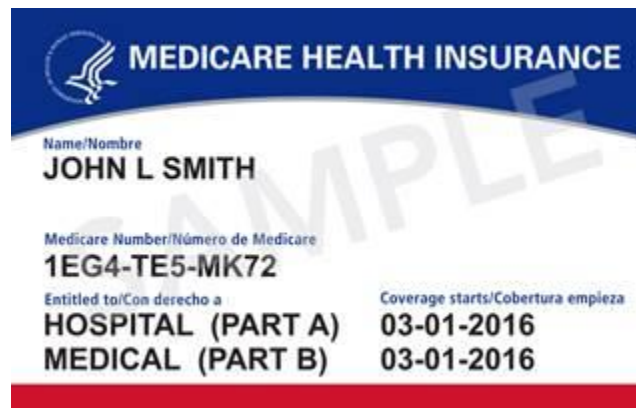 MEDICARE HEALTH INSURANCE
Name/Nombre
JOHN L SMITH
Medicare Number/Número de Medicare
1EG4-TE5-MK72
Entitled to/Con derecho a
Coverage starts/Cobertura empieza
HOSPITAL (PART A)
03-01-2016
MEDICAL (PART B)
03-01-2016
SAMPLE